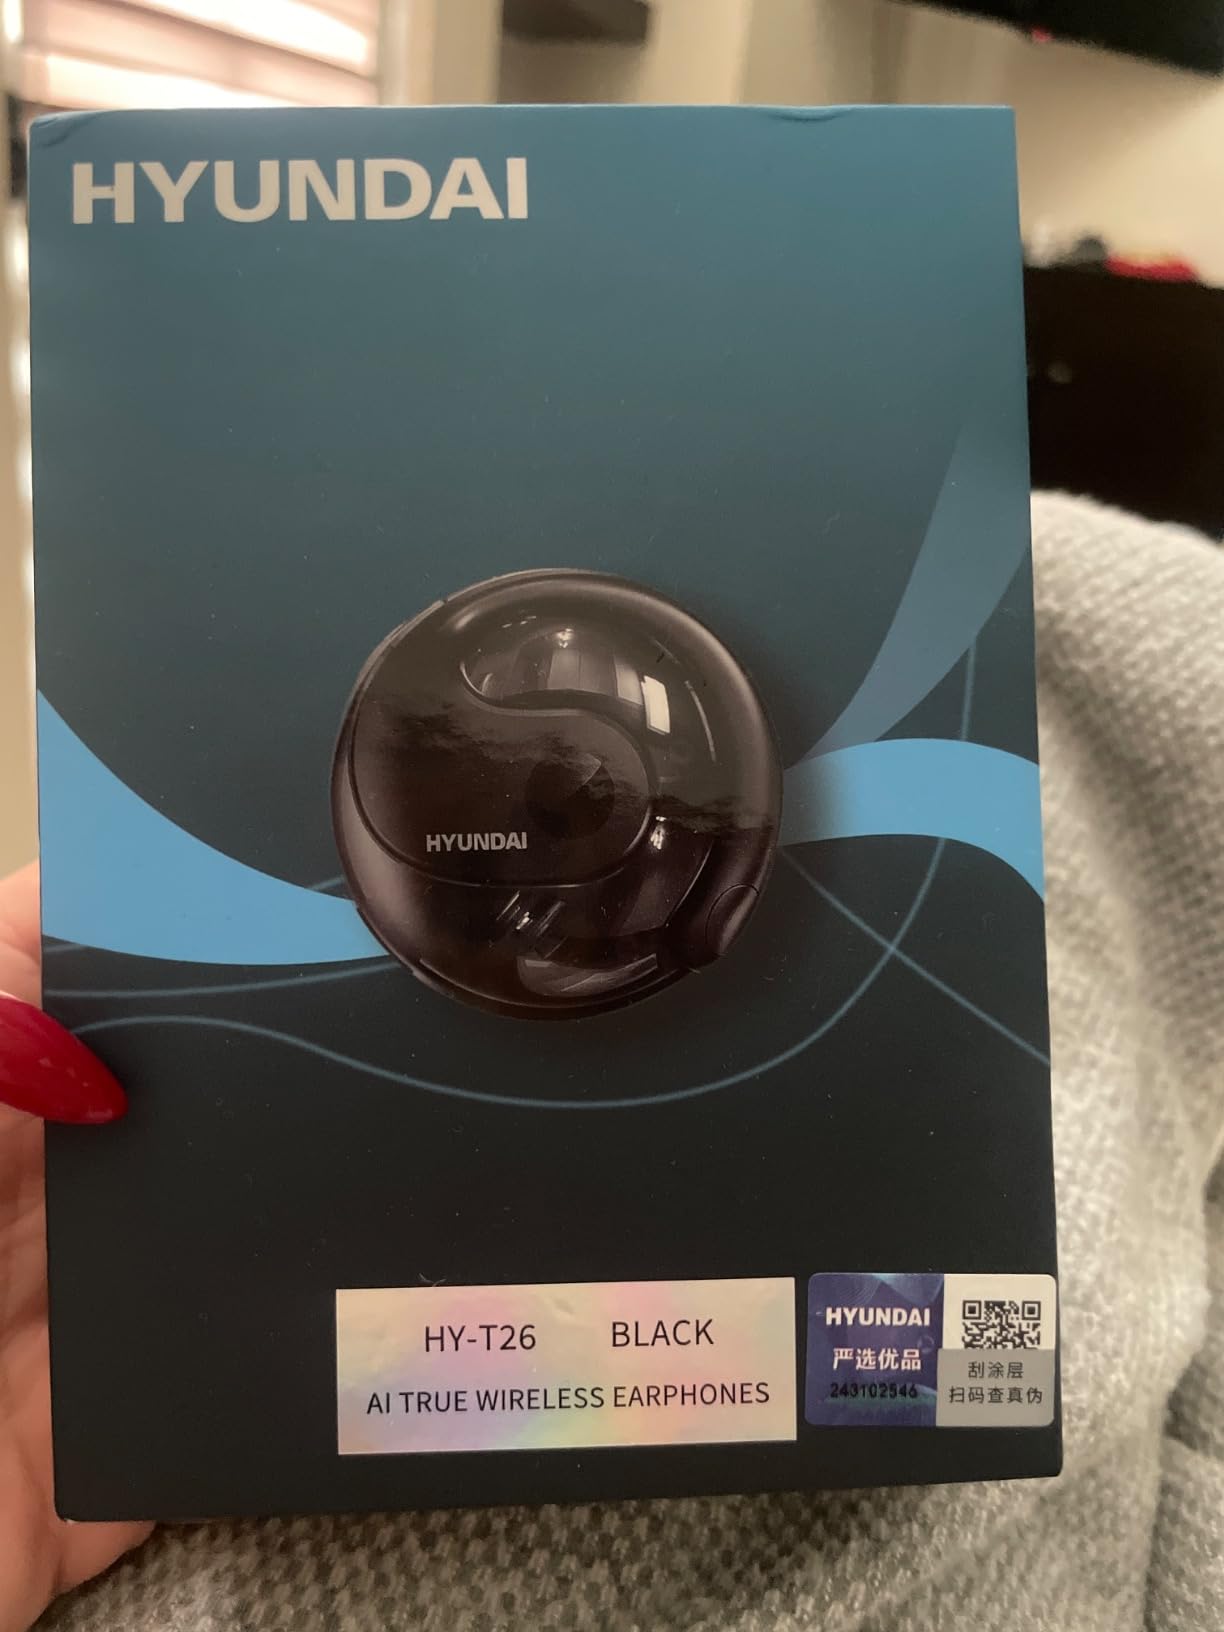 HYUNDAI
HYUNDAI
HY-T26 BLACK
AI TRUE WIRELESS EARPHONES
HYUNDAI
严选优品
243102546
刮涂层
扫码查真伪